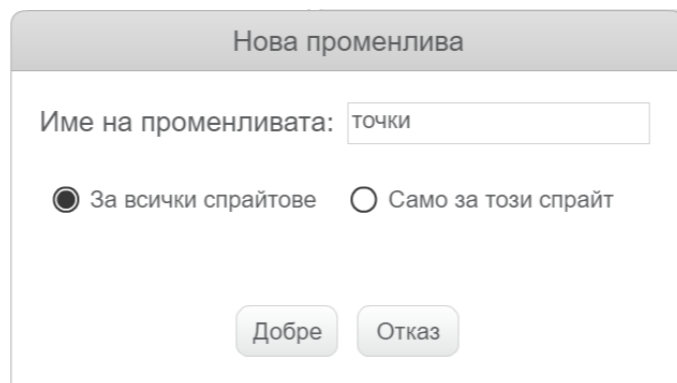 Нова променлива
Име на променливата: точки
За всички спрайтове Само за този спрайт
Добре Отказ